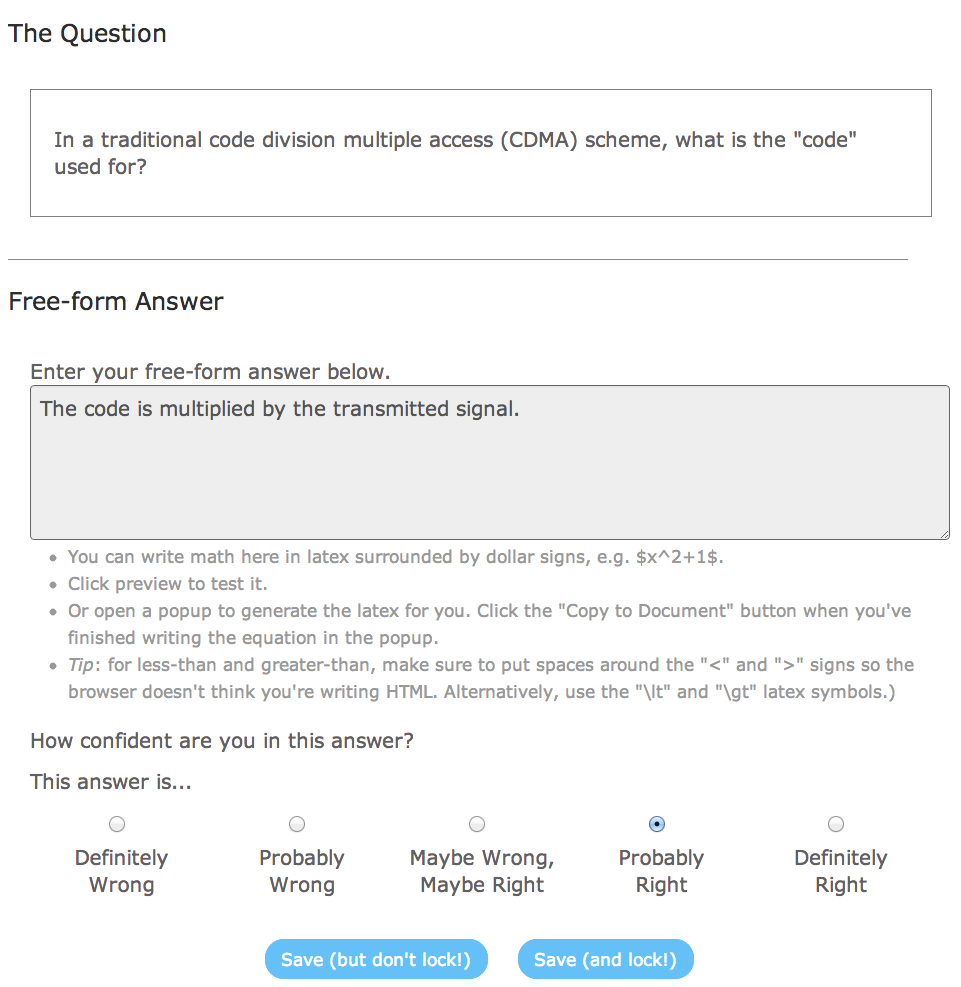 The Question
In a traditional code division multiple access (CDMA) scheme, what is the "code"
used for?
Free-form Answer
Enter your free-form answer below.
The code is multiplied by the transmitted signal.
• You can write math here in latex surrounded by dollar signs, e.g. $x^2+1$.
• Click preview to test it.
• Or open a popup to generate the latex for you. Click the "Copy to Document" button when you've
finished writing the equation in the popup.
• Tip: for less-than and greater-than, make sure to put spaces around the "<" and ">" signs so the
browser doesn't think you're writing HTML. Alternatively, use the "\lt" and "\gt" latex symbols.)
How confident are you in this answer?
This answer is...
Definitely Wrong
Probably Wrong
Maybe Wrong, Maybe Right
Probably Right
Definitely Right
Save (but don't lock!)
Save (and lock!)